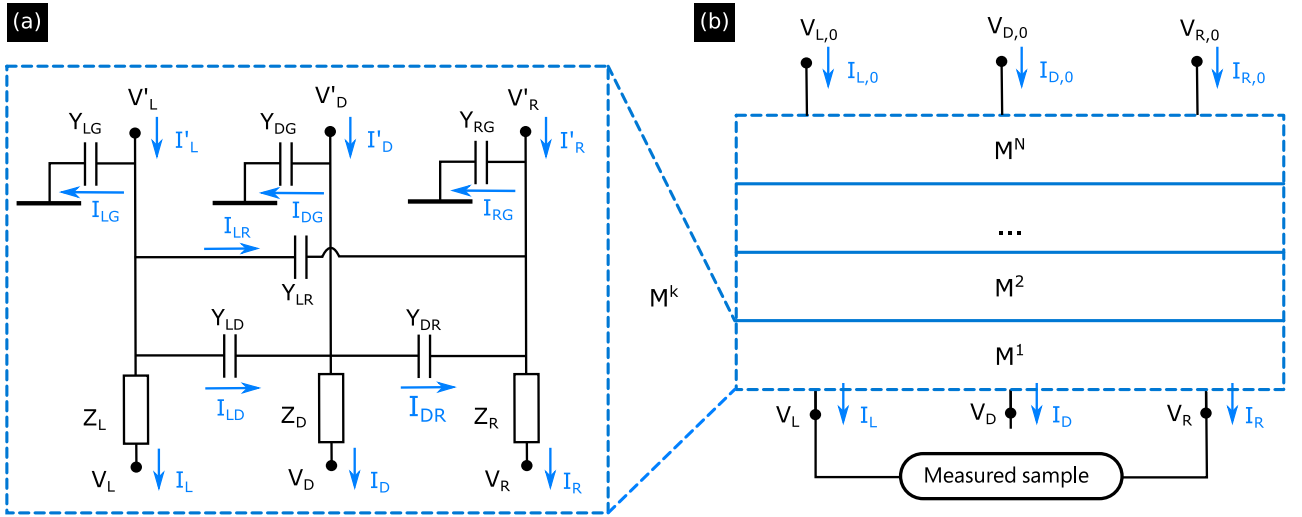 (a)
V'L V'D V'R
YLG YDG YRG
I'L I'D I'R
ILG IDG IRG
ILR
YLR
YLD YDR
ILD IDR
ZL ZD ZR
VL VD VR
IL ID IR
Mk
(b)
VL,0 VD,0 VR,0
IL,0 ID,0 IR,0
MN
...
M2
M1
VL VD VR
IL ID IR
Measured sample